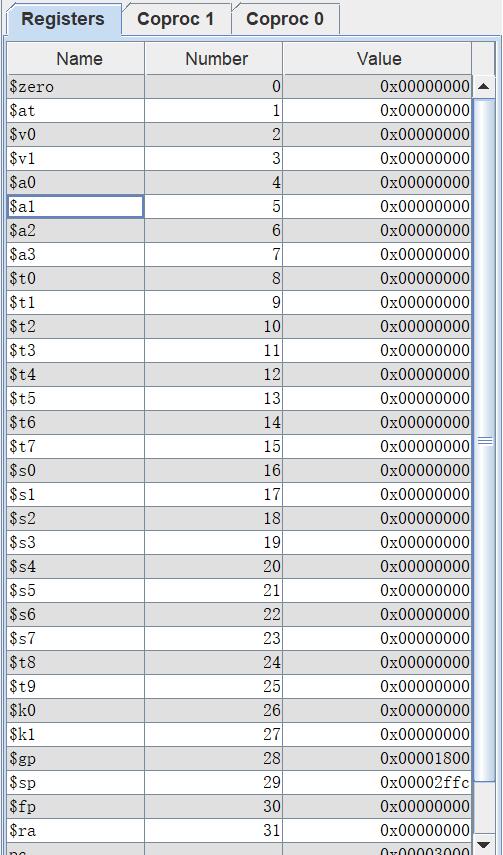 Registers Coproc 1 Coproc 0
Name Number Value
$zero 0 0x00000000
$at 1 0x00000000
$v0 2 0x00000000
$v1 3 0x00000000
$a0 4 0x00000000
$a1 5 0x00000000
$a2 6 0x00000000
$a3 7 0x00000000
$t0 8 0x00000000
$t1 9 0x00000000
$t2 10 0x00000000
$t3 11 0x00000000
$t4 12 0x00000000
$t5 13 0x00000000
$t6 14 0x00000000
$t7 15 0x00000000
$s0 16 0x00000000
$s1 17 0x00000000
$s2 18 0x00000000
$s3 19 0x00000000
$s4 20 0x00000000
$s5 21 0x00000000
$s6 22 0x00000000
$s7 23 0x00000000
$t8 24 0x00000000
$t9 25 0x00000000
$k0 26 0x00000000
$k1 27 0x00000000
$gp 28 0x00001800
$sp 29 0x00002ffc
$fp 30 0x00000000
$ra 31 0x00000000
pc 0x00003000